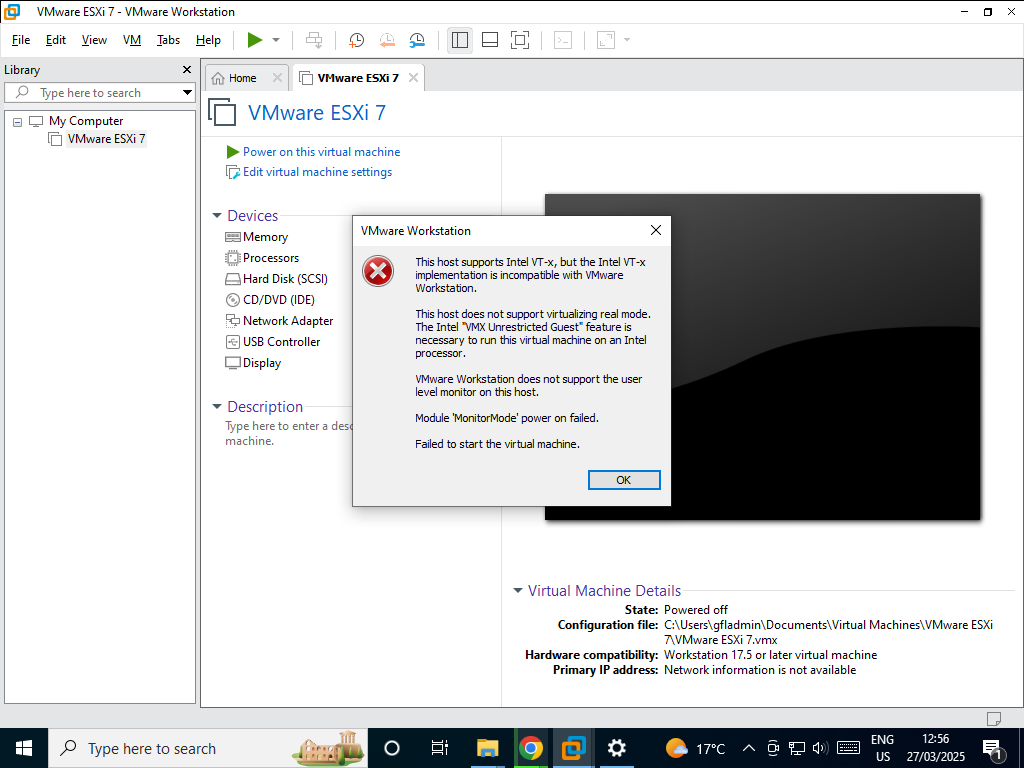 VMware ESXi 7 - VMware Workstation
File Edit View VM Tabs Help
Library
Type here to search
My Computer
VMware ESXi 7
Home
VMware ESXi 7
VMware ESXi 7
Power on this virtual machine
Edit virtual machine settings
Devices
Memory
Processors
Hard Disk (SCSI)
CD/DVD (IDE)
Network Adapter
USB Controller
Display
Description
Type here to enter a desc
machine.
VMware Workstation
This host supports Intel VT-x, but the Intel VT-x
implementation is incompatible with VMware
Workstation.
This host does not support virtualizing real mode.
The Intel "VMX Unrestricted Guest" feature is
necessary to run this virtual machine on an Intel
processor.
VMware Workstation does not support the user
level monitor on this host.
Module 'MonitorMode' power on failed.
Failed to start the virtual machine.
OK
Virtual Machine Details
State: Powered off
Configuration file: C:\Users\gfladmin\Documents\Virtual Machines\VMware ESXi
7\VMware ESXi 7.vmx
Hardware compatibility: Workstation 17.5 or later virtual machine
Primary IP address: Network information is not available
Type here to search
17°C
ENG
US
12:56
27/03/2025
1